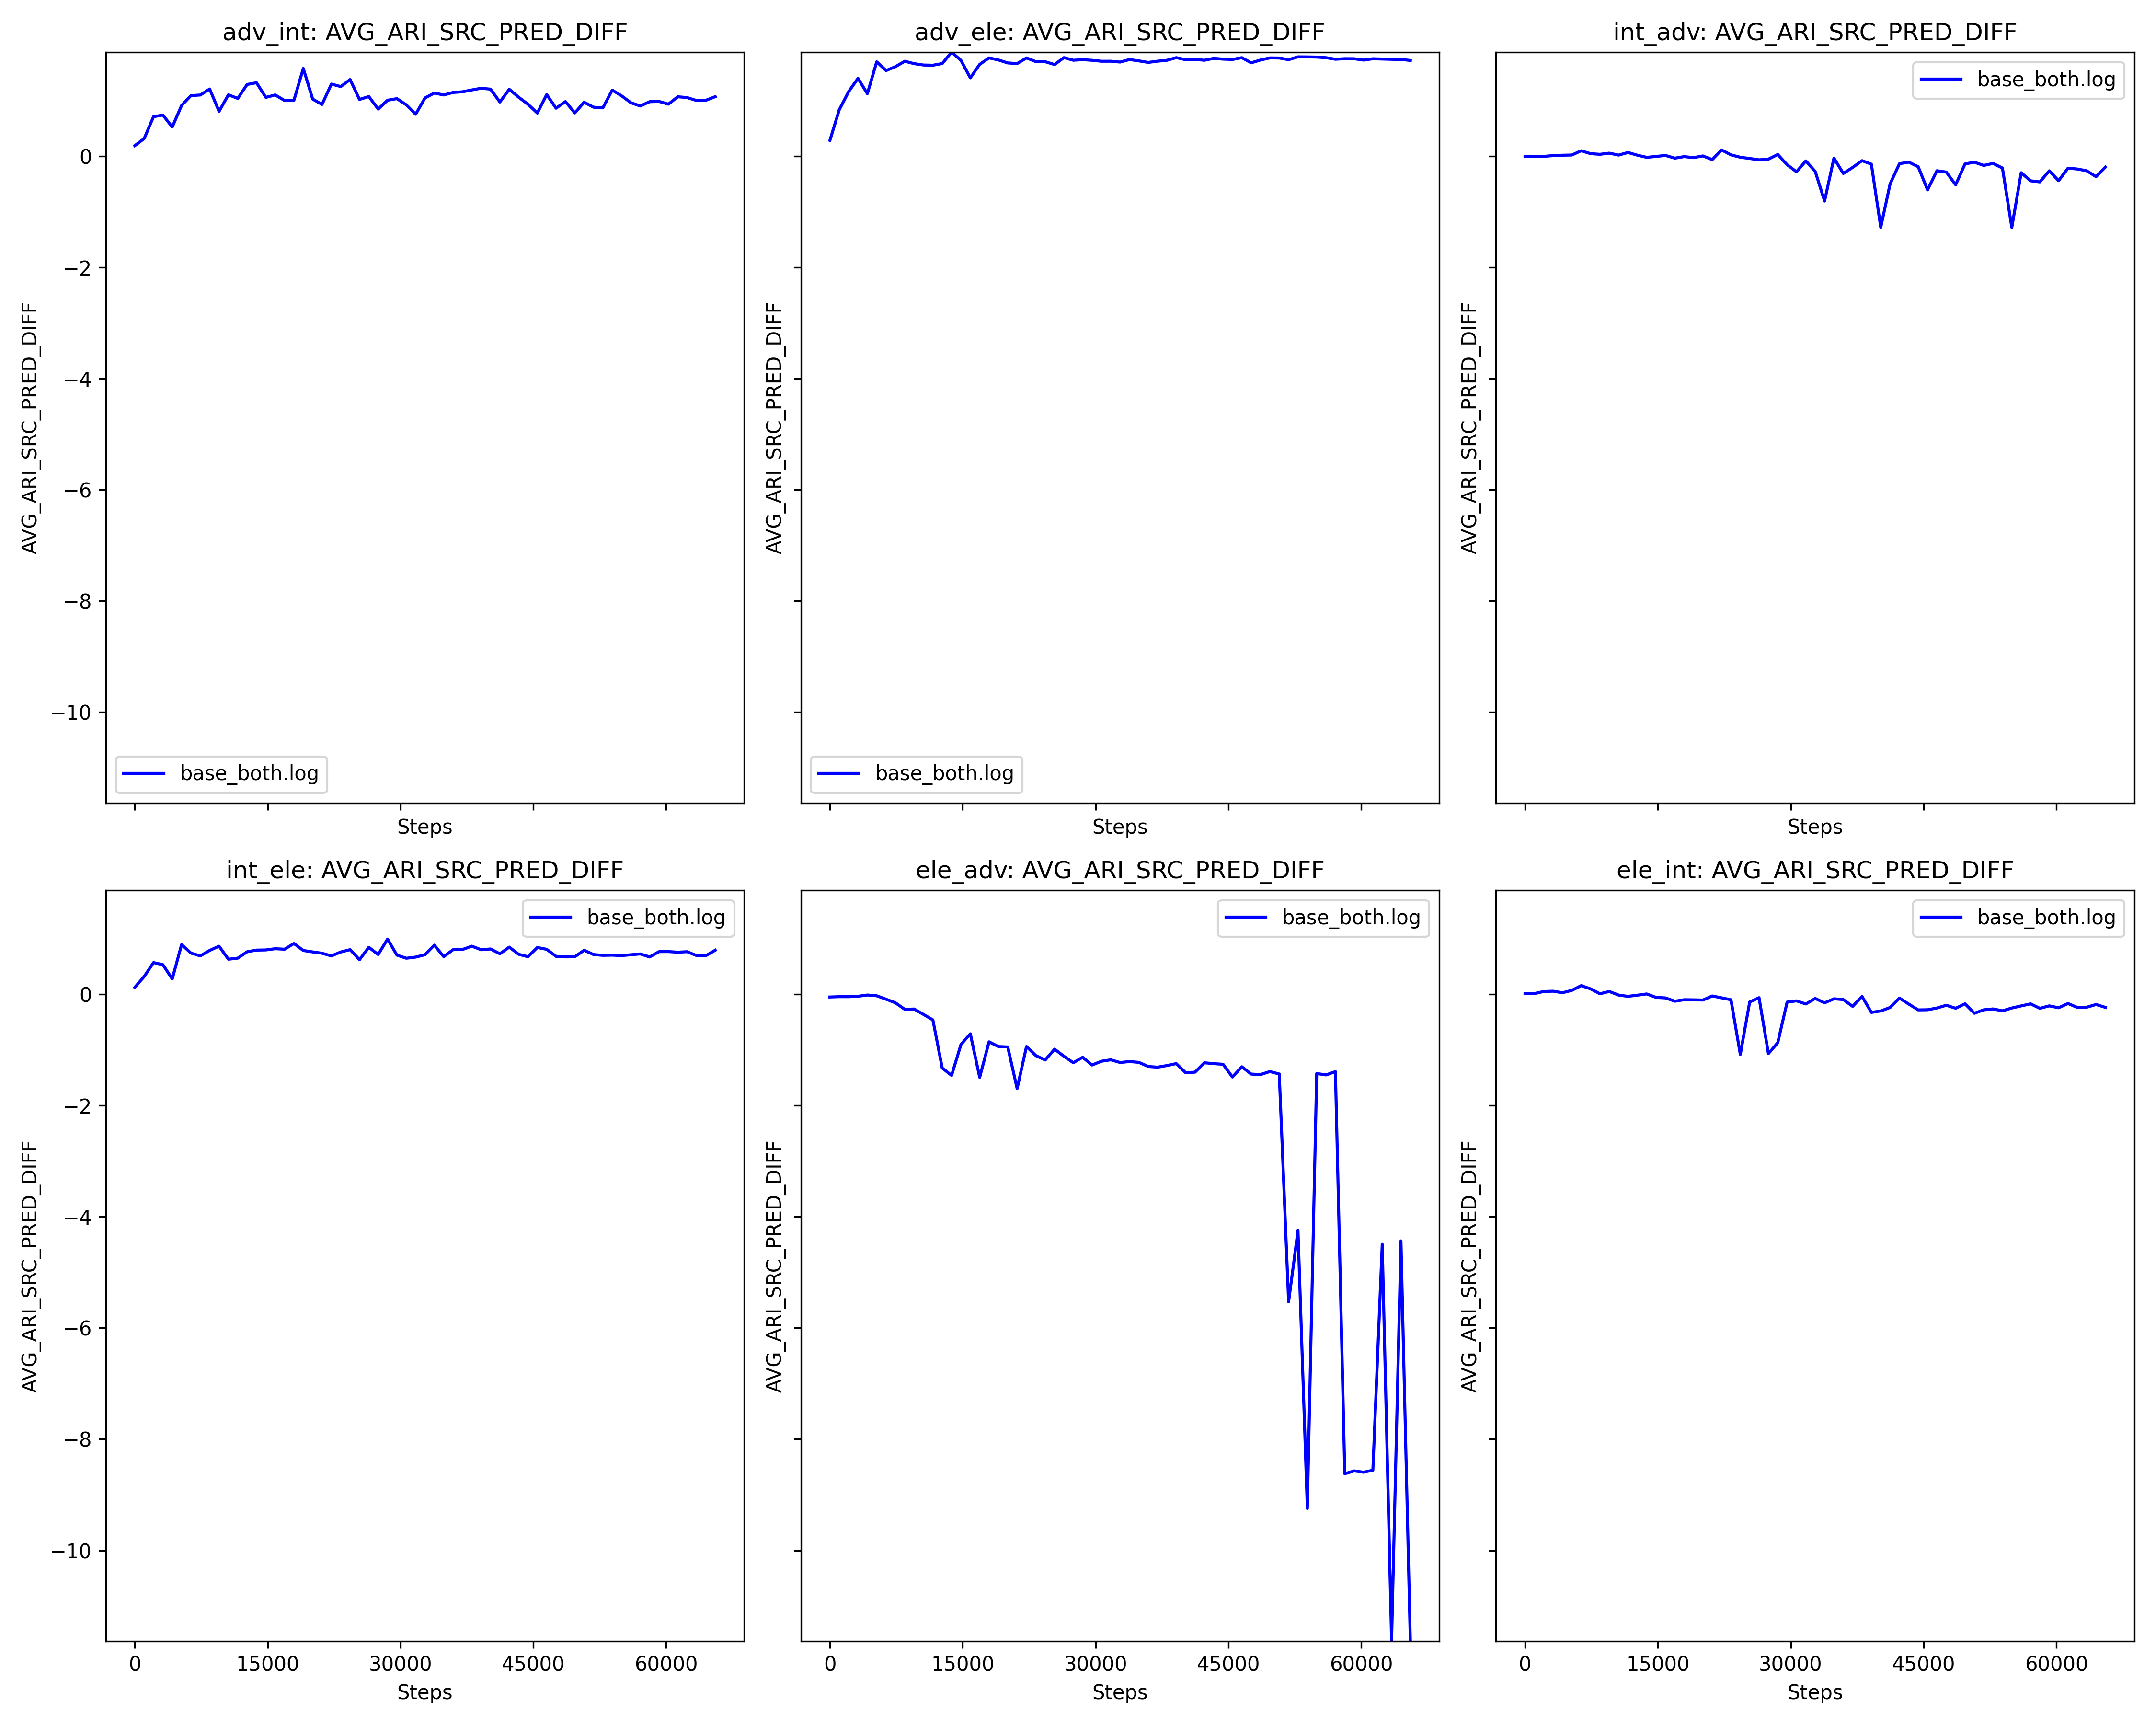 adv_int: AVG_ARI_SRC_PRED_DIFF
AVG_ARI_SRC_PRED_DIFF
0
−2
−4
−6
−8
−10
base_both.log
Steps
adv_ele: AVG_ARI_SRC_PRED_DIFF
AVG_ARI_SRC_PRED_DIFF
base_both.log
Steps
int_adv: AVG_ARI_SRC_PRED_DIFF
AVG_ARI_SRC_PRED_DIFF
base_both.log
Steps
int_ele: AVG_ARI_SRC_PRED_DIFF
AVG_ARI_SRC_PRED_DIFF
base_both.log
0
−2
−4
−6
−8
−10
0 15000 30000 45000 60000
Steps
ele_adv: AVG_ARI_SRC_PRED_DIFF
AVG_ARI_SRC_PRED_DIFF
base_both.log
0 15000 30000 45000 60000
Steps
ele_int: AVG_ARI_SRC_PRED_DIFF
AVG_ARI_SRC_PRED_DIFF
base_both.log
0 15000 30000 45000 60000
Steps